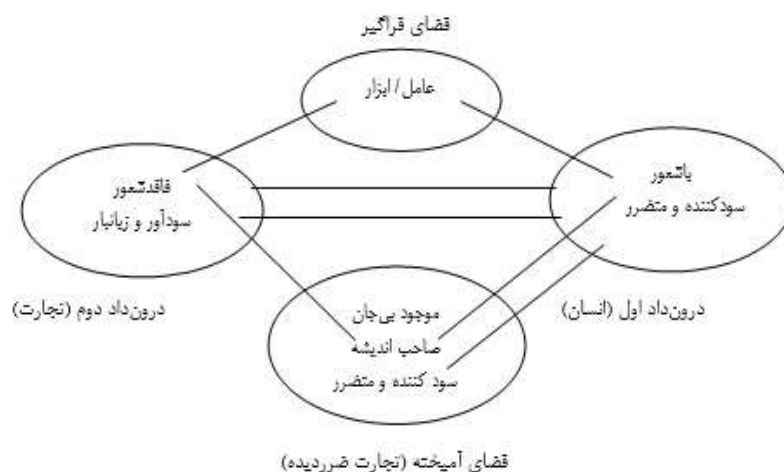 فضای فراگیر
عامل/ ابزار
باشعور
سودکننده و متضرر
فاقدشعور
سودآور و زیانبار
درون‌داد اول (انسان)
درون‌داد دوم (تجارت)
موجود بی‌جان
صاحب اندیشه
سود کننده و متضرر
فضای آمیخته (تجارت ضرردیده)